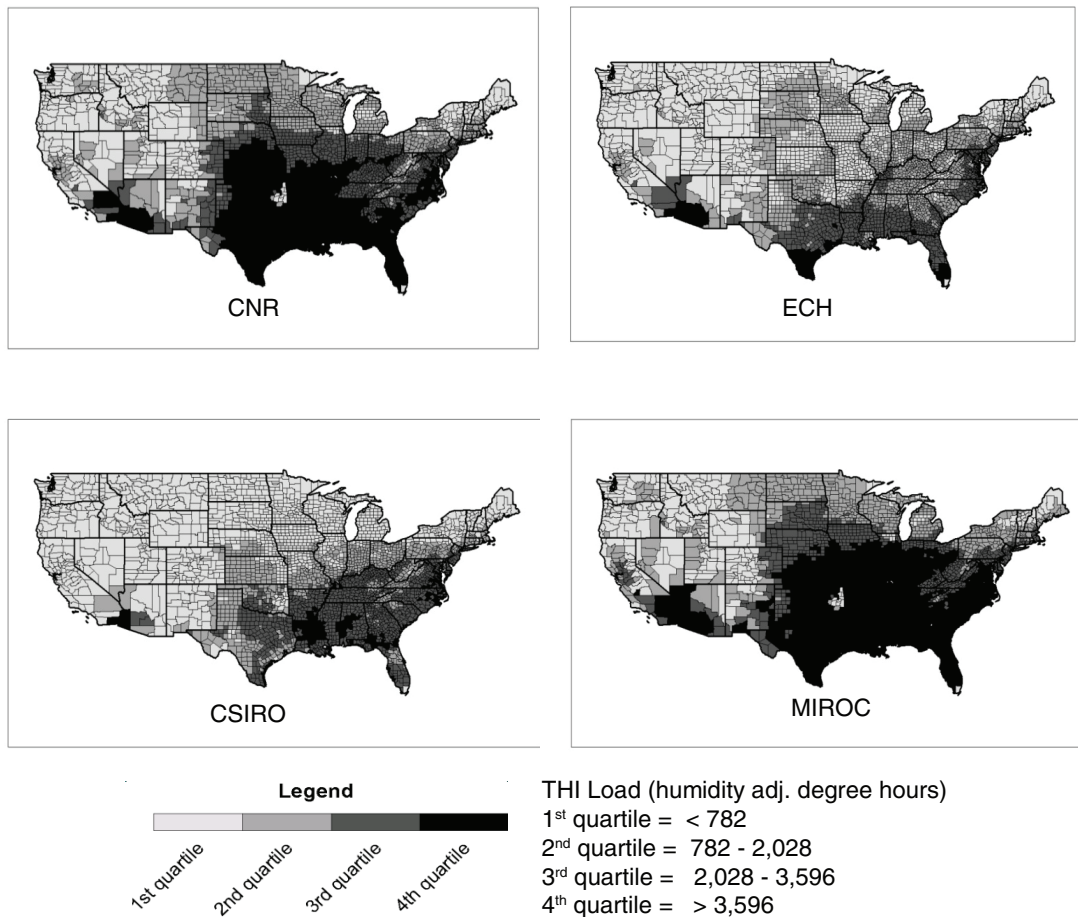 CNR
ECH
CSIRO
MIROC
Legend
1st quartile
2nd quartile
3rd quartile
4th quartile
THI Load (humidity adj. degree hours)
1st quartile = < 782
2nd quartile = 782 - 2,028
3rd quartile = 2,028 - 3,596
4th quartile = > 3,596